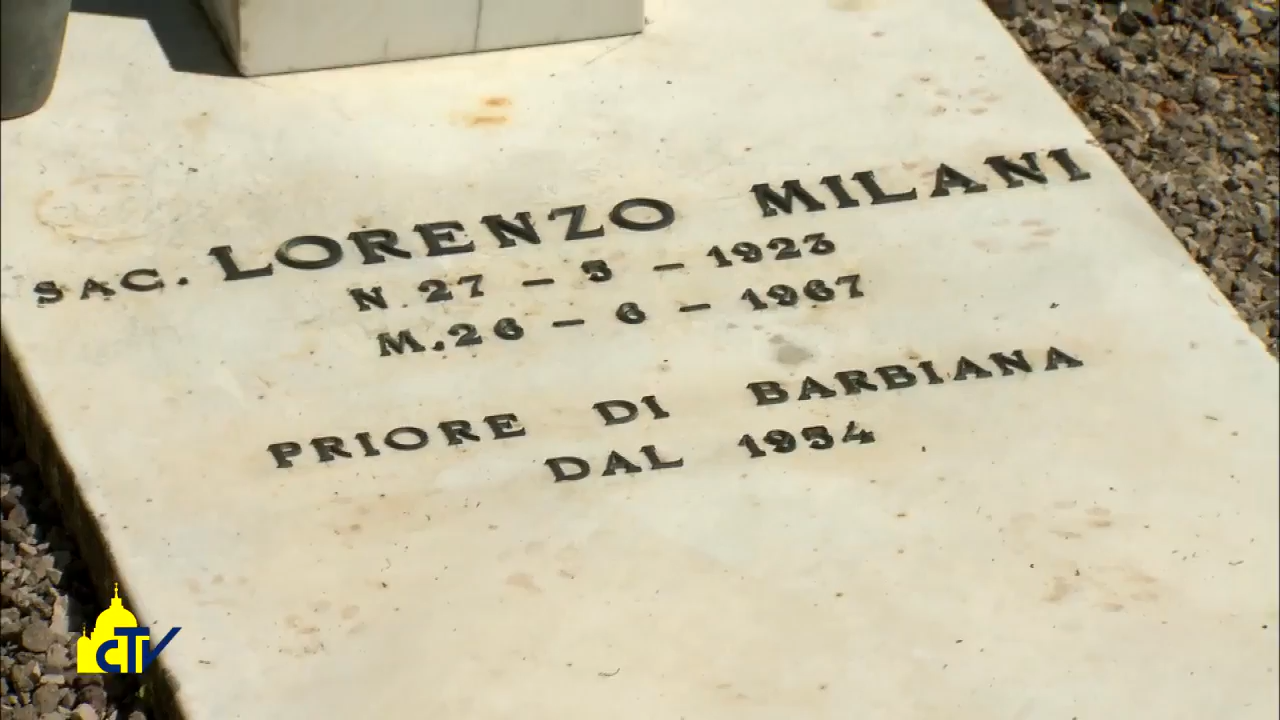 SAC. LORENZO MILANI
N. 27 - 5 - 1923
M. 26 - 6 - 1967
PRIORE DI BARBIANA
DAL 1954
CTV